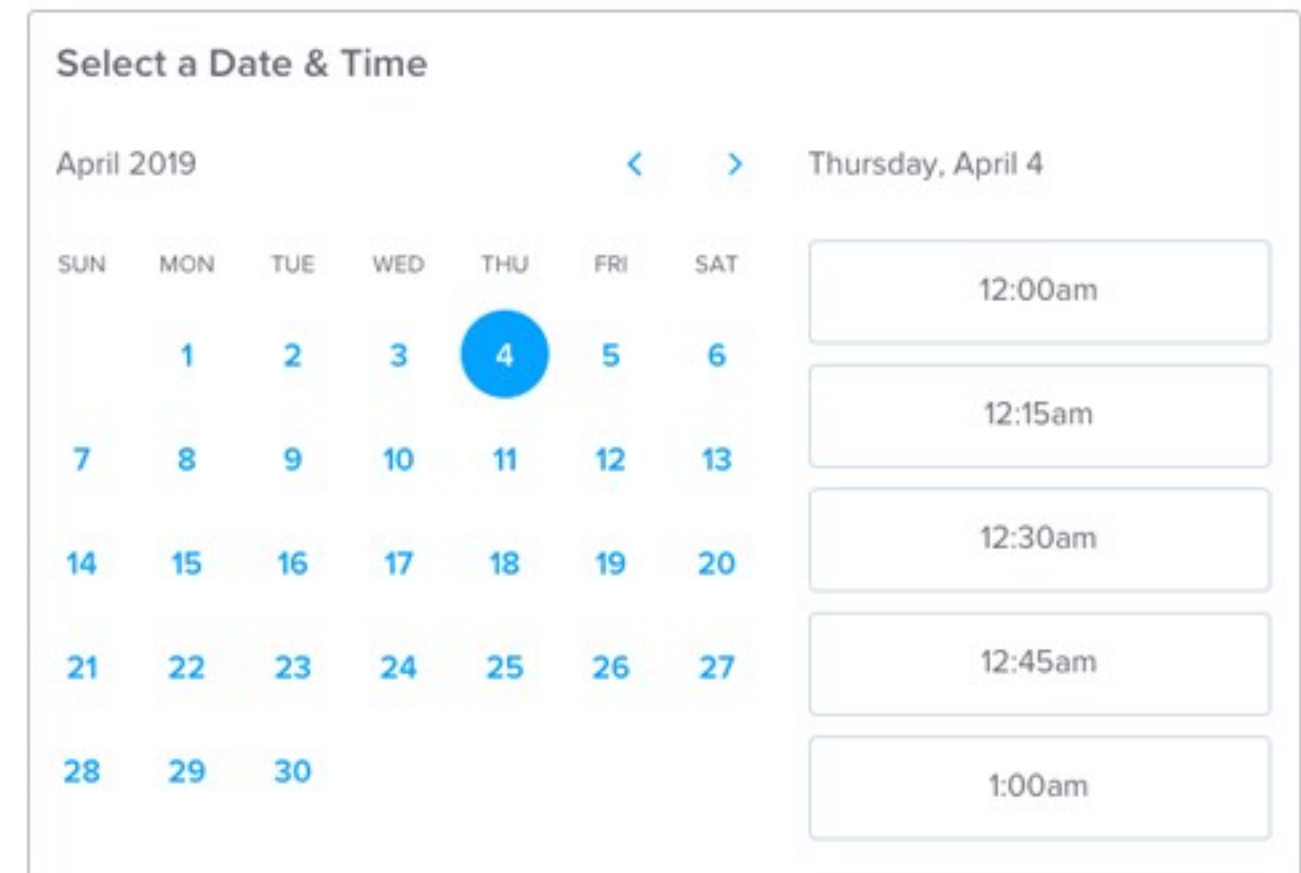 Select a Date & Time
April 2019
< >
SUN MON TUE WED THU FRI SAT
1 2 3 4 5 6
7 8 9 10 11 12 13
14 15 16 17 18 19 20
21 22 23 24 25 26 27
28 29 30
Thursday, April 4
12:00am
12:15am
12:30am
12:45am
1:00am